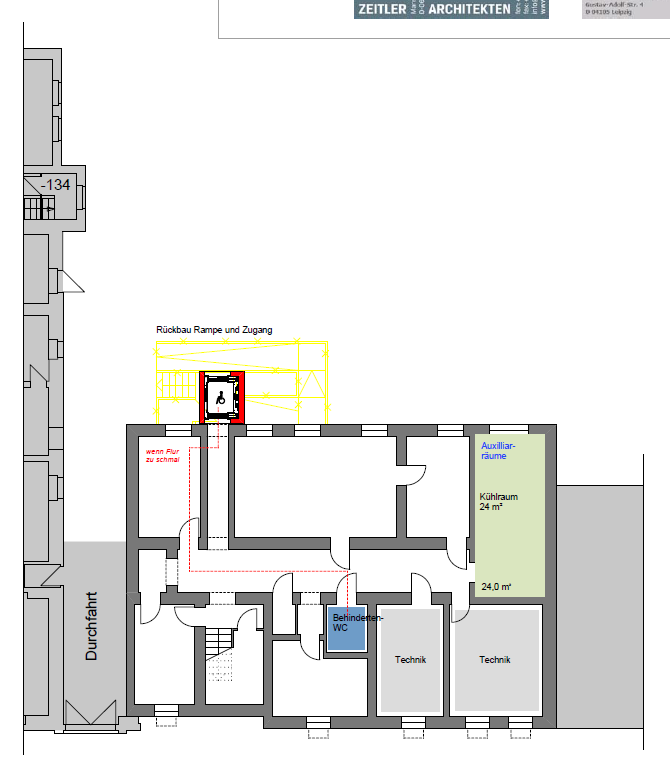 ZEITLER
ARCHITEKTEN
Gustav-Adolf-Str. 4
D 04105 Leipzig
-134
Rückbau Rampe und Zugang
wenn Flur
zu schmal
Auxilliar-
räume
Kühlraum
24 m²
24,0 m²
Durchfahrt
Behinderten-
WC
Technik
Technik